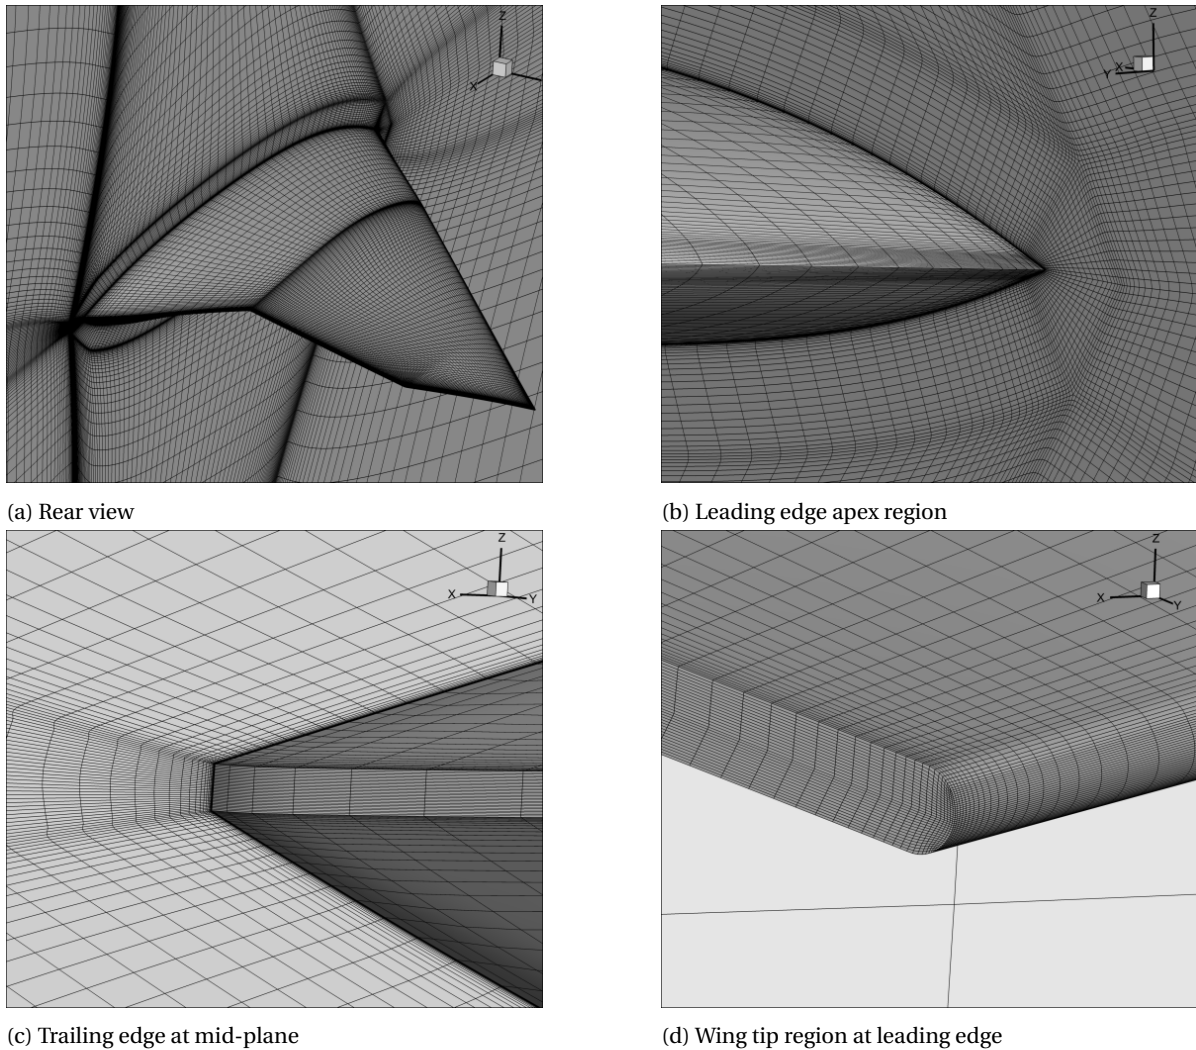 Z
X
Z
X
Y
(a) Rear view
(b) Leading edge apex region
Z
X
Y
Z
X
Y
(c) Trailing edge at mid-plane
(d) Wing tip region at leading edge